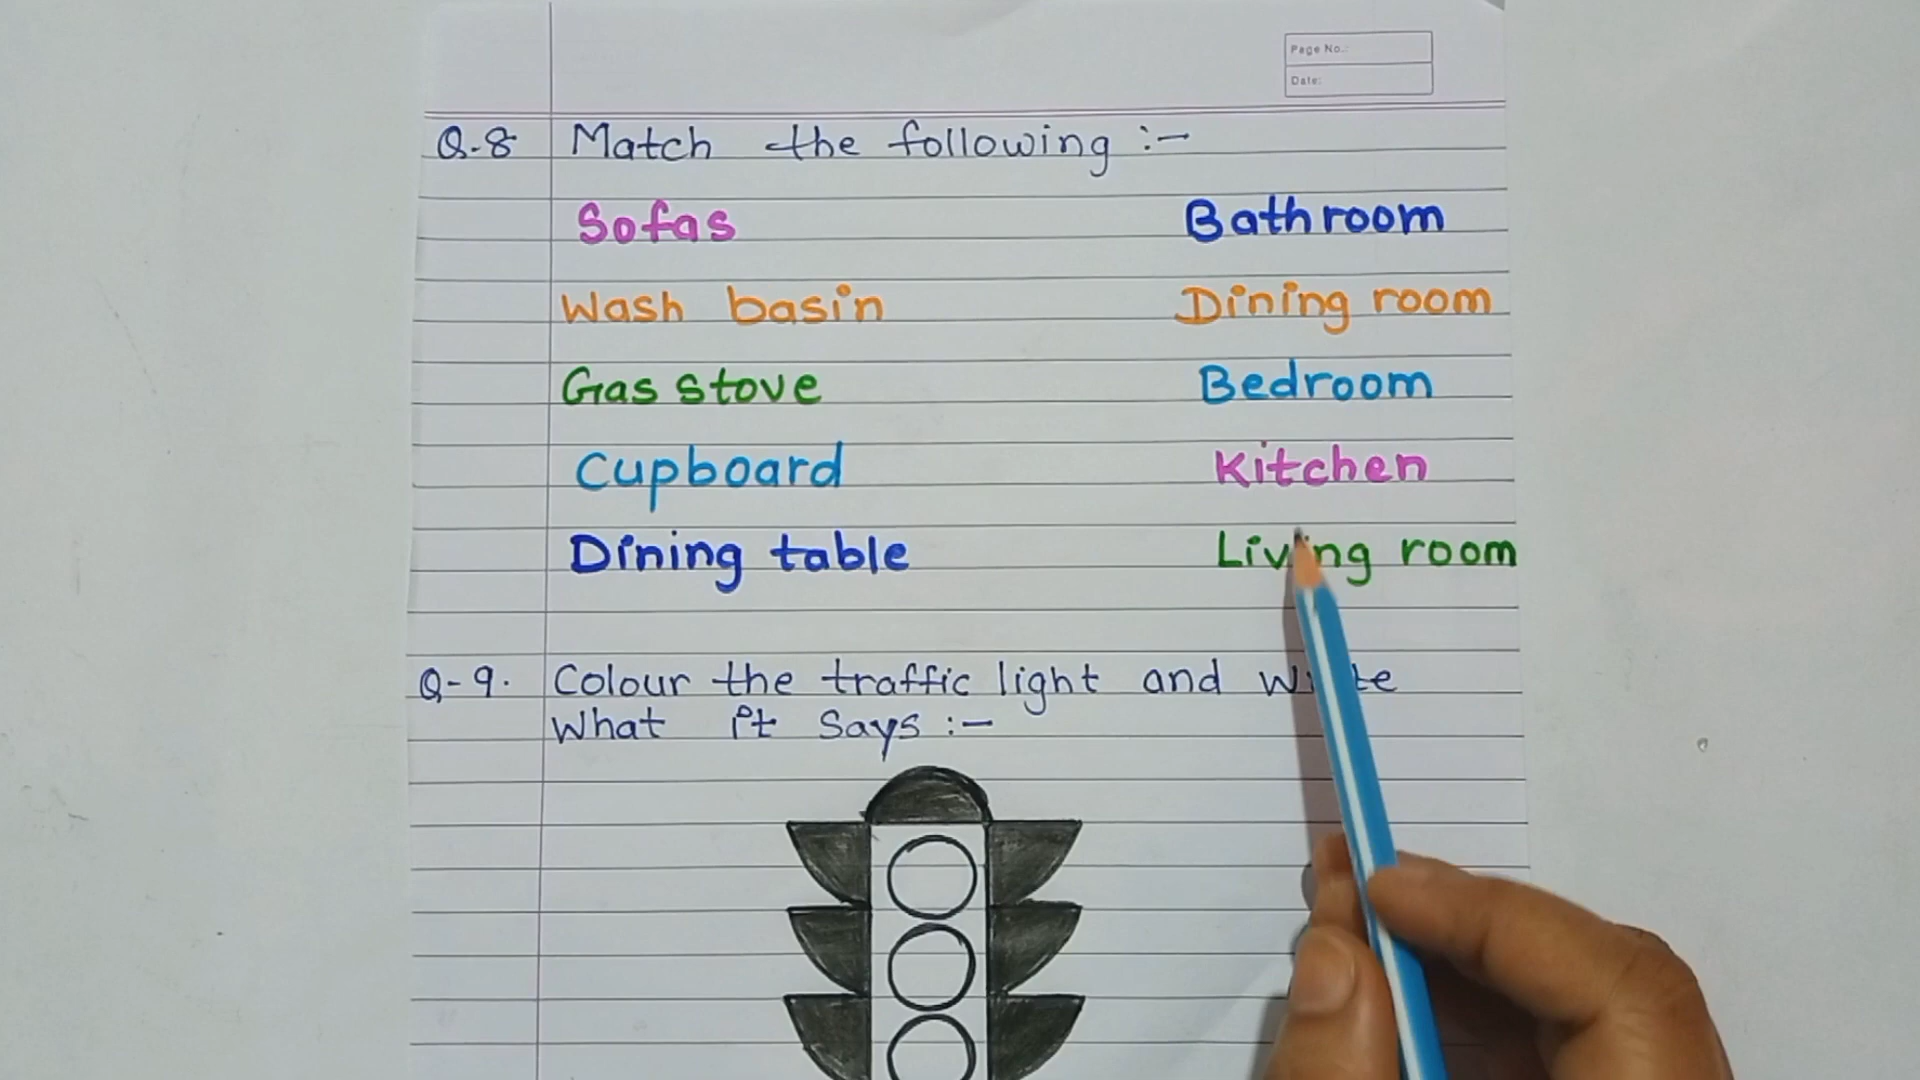 Page No.:
Date:
Q.8 Match the following :-
Sofas Bathroom
Wash basin Dining room
Gas stove Bedroom
Cupboard Kitchen
Dining table Living room
Q-9. Colour the traffic light and Write
What it Says :-